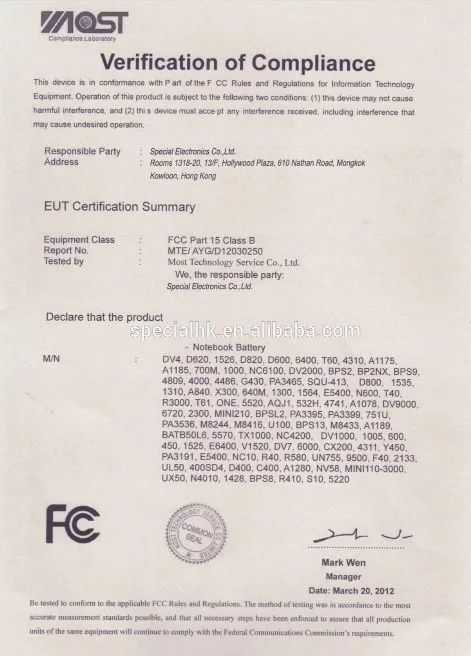 MOST
Compliance Laboratory
Verification of Compliance
This device is in conformance with P art of the F CC Rules and Regulations for Information Technology
Equipment. Operation of this product is subject to the following two conditions: (1) this device may not cause
harmful interference, and (2) thi s device must acce pt any interference received, including interference that
may cause undesired operation.
Responsible Party : Special Electronics Co.,Ltd.
Address : Rooms 1318-20, 13/F, Hollywood Plaza, 610 Nathan Road, Mongkok
Kowloon, Hong Kong
EUT Certification Summary
Equipment Class : FCC Part 15 Class B
Report No. : MTE/ AYG/D12030250
Tested by : Most Technology Service Co., Ltd.
We, the responsible party:
Special Electronics Co.,Ltd.
Declare that the product
specialhk.en.alibaba.com
- Notebook Battery
M/N : DV4, D620, 1526, D820, D600, 6400, T60, 4310, A1175,
A1185, 700M, 1000, NC6100, DV2000, BPS2, BP2NX, BPS9,
4809, 4000, 4486, G430, PA3465, SQU-413, D800, 1535,
1310, A840, X300, 640M, 1300, 1564, E5400, N600, T40,
R3000, T61, ONE, 5520, AQJ1, 532H, 4741, A1078, DV9000,
6720, 2300, MINI210, BPSL2, PA3395, PA3399, 751U,
PA3536, M8244, M8416, U100, BPS13, M8433, A1189,
BATB50L6, 5570, TX1000, NC4200, DV1000, 1005, 600,
450, 1525, E6400, V1520, DV7, 6000, CX200, 4311, Y450,
PA3191, E5400, NC10, R40, R580, UN755, 9500, F40, 2133,
UL50, 400SD4, D400, C400, A1280, NV58, MINI110-3000,
UX50, N4010, 1428, BPS8, R410, S10, 5220
FCC
MOST TECHNOLOGY SERVICE CO LIMITED
COMMON
SEAL
Mark Wen
Manager
Date: March 20, 2012
Be tested to conform to the applicable FCC Rules and Regulations. The method of testing was in accordance to the most
accurate measurement standards possible, and that all necessary steps have been enforced to assure that all production
units of the same equipment will continue to comply with the Federal Communications Commission's requirements.